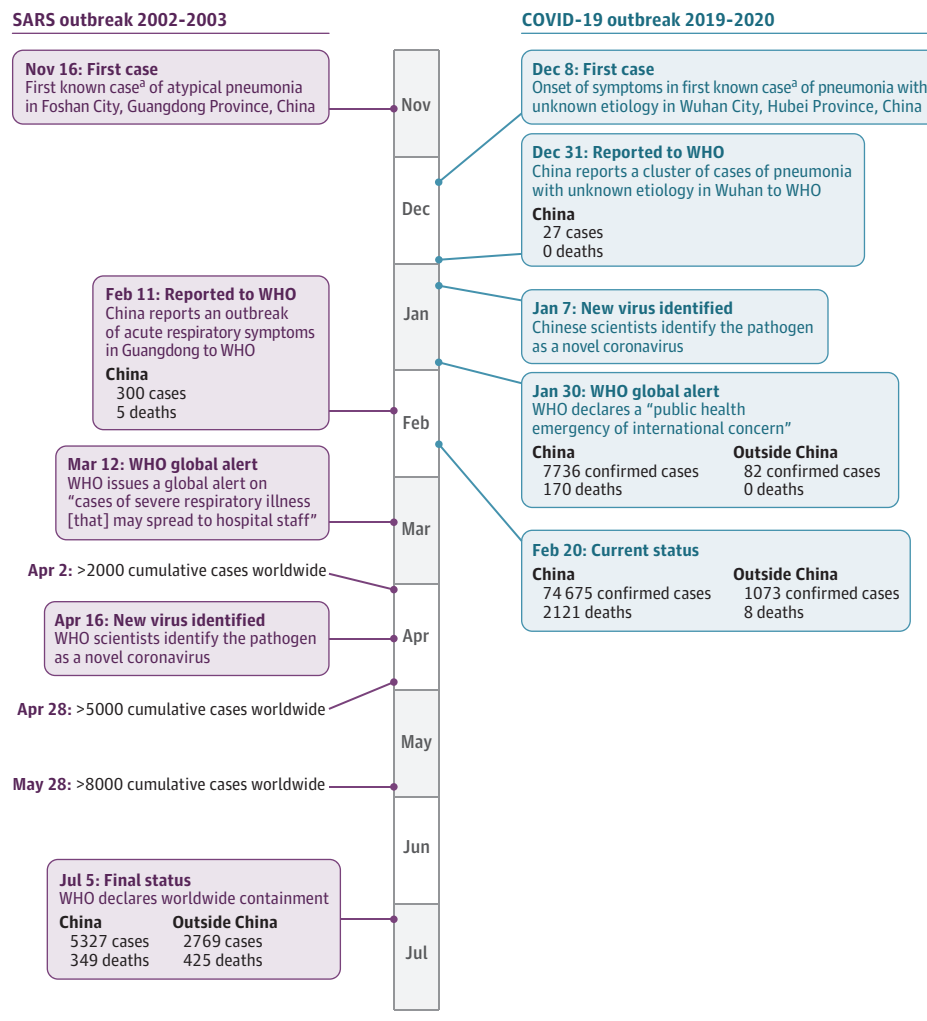 SARS outbreak 2002-2003
Nov 16: First case
First known caseᵃ of atypical pneumonia
in Foshan City, Guangdong Province, China
Feb 11: Reported to WHO
China reports an outbreak
of acute respiratory symptoms
in Guangdong to WHO
China
300 cases
5 deaths
Mar 12: WHO global alert
WHO issues a global alert on
“cases of severe respiratory illness
[that] may spread to hospital staff”
Apr 2: >2000 cumulative cases worldwide
Apr 16: New virus identified
WHO scientists identify the pathogen
as a novel coronavirus
Apr 28: >5000 cumulative cases worldwide
May 28: >8000 cumulative cases worldwide
Jul 5: Final status
WHO declares worldwide containment
China Outside China
5327 cases 2769 cases
349 deaths 425 deaths
Nov
Dec
Jan
Feb
Mar
Apr
May
Jun
Jul
COVID-19 outbreak 2019-2020
Dec 8: First case
Onset of symptoms in first known caseᵃ of pneumonia with
unknown etiology in Wuhan City, Hubei Province, China
Dec 31: Reported to WHO
China reports a cluster of cases of pneumonia
with unknown etiology in Wuhan to WHO
China
27 cases
0 deaths
Jan 7: New virus identified
Chinese scientists identify the pathogen
as a novel coronavirus
Jan 30: WHO global alert
WHO declares a “public health
emergency of international concern”
China Outside China
7736 confirmed cases 82 confirmed cases
170 deaths 0 deaths
Feb 20: Current status
China Outside China
74 675 confirmed cases 1073 confirmed cases
2121 deaths 8 deaths